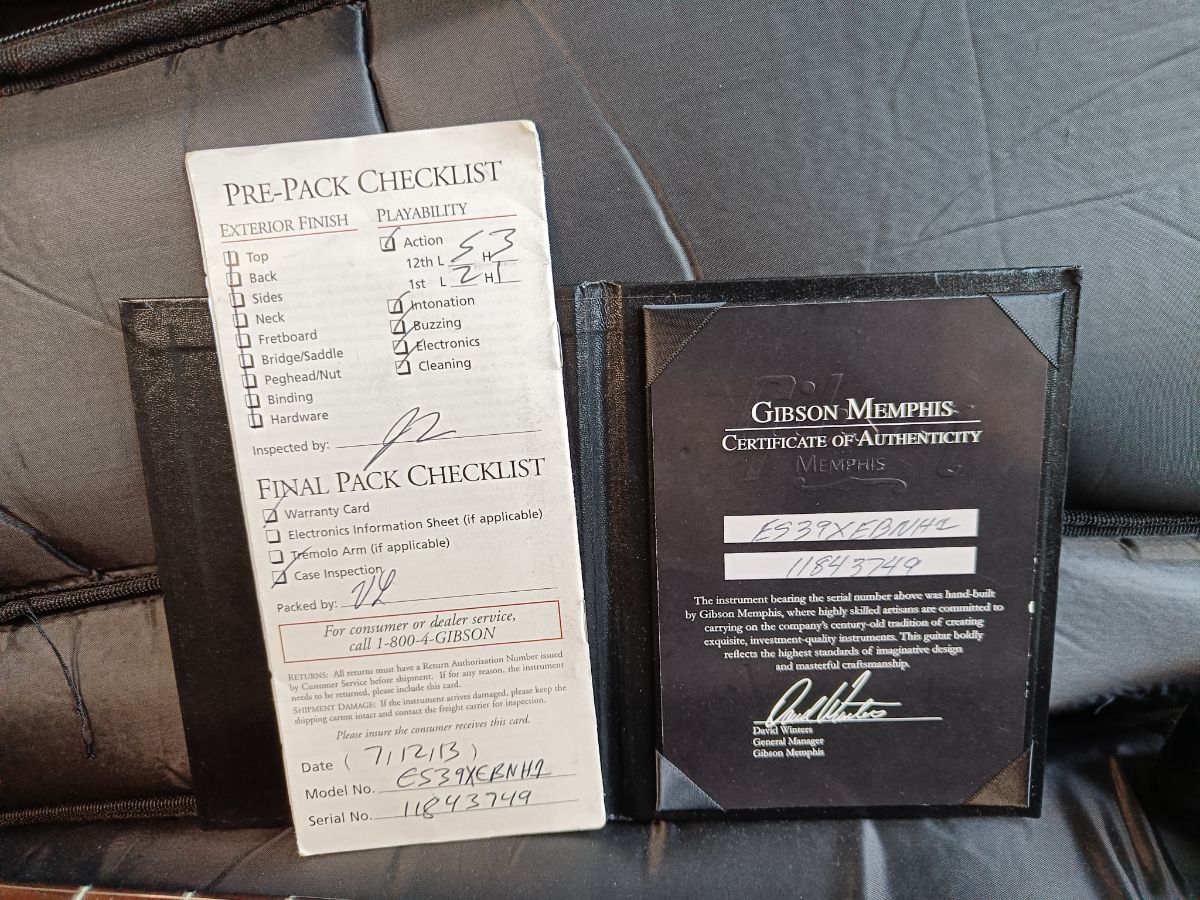 PRE-PACK CHECKLIST
EXTERIOR FINISH
Top
Back
Sides
Neck
Fretboard
Bridge/Saddle
Peghead/Nut
Binding
Hardware
PLAYABILITY
Action
12th L 5 H 3
1st L 2 H 1
Intonation
Buzzing
Electronics
Cleaning
Inspected by:
FINAL PACK CHECKLIST
Warranty Card
Electronics Information Sheet (if applicable)
Tremolo Arm (if applicable)
Case Inspection
Packed by:
For consumer or dealer service,
call 1-800-4-GIBSON
RETURNS: All returns must have a Return Authorization Number issued
by Customer Service before shipment. If for any reason, the instrument
needs to be returned, please include this card.
SHIPMENT DAMAGE: If the instrument arrives damaged, please keep the
shipping carton intact and contact the freight carrier for inspection.
Please insure the consumer receives this card.
Date ( 7/12/13 )
Model No. ES39XEBNH1
Serial No. 11843749
GIBSON MEMPHIS
CERTIFICATE OF AUTHENTICITY
MEMPHIS
ES39XEBNH1
11843749
The instrument bearing the serial number above was hand-built
by Gibson Memphis, where highly skilled artisans are committed to
carrying on the company's century-old tradition of creating
exquisite, investment-quality instruments. This guitar boldly
reflects the highest standards of imaginative design
and masterful craftsmanship.
David Winters
David Winters
General Manager
Gibson Memphis